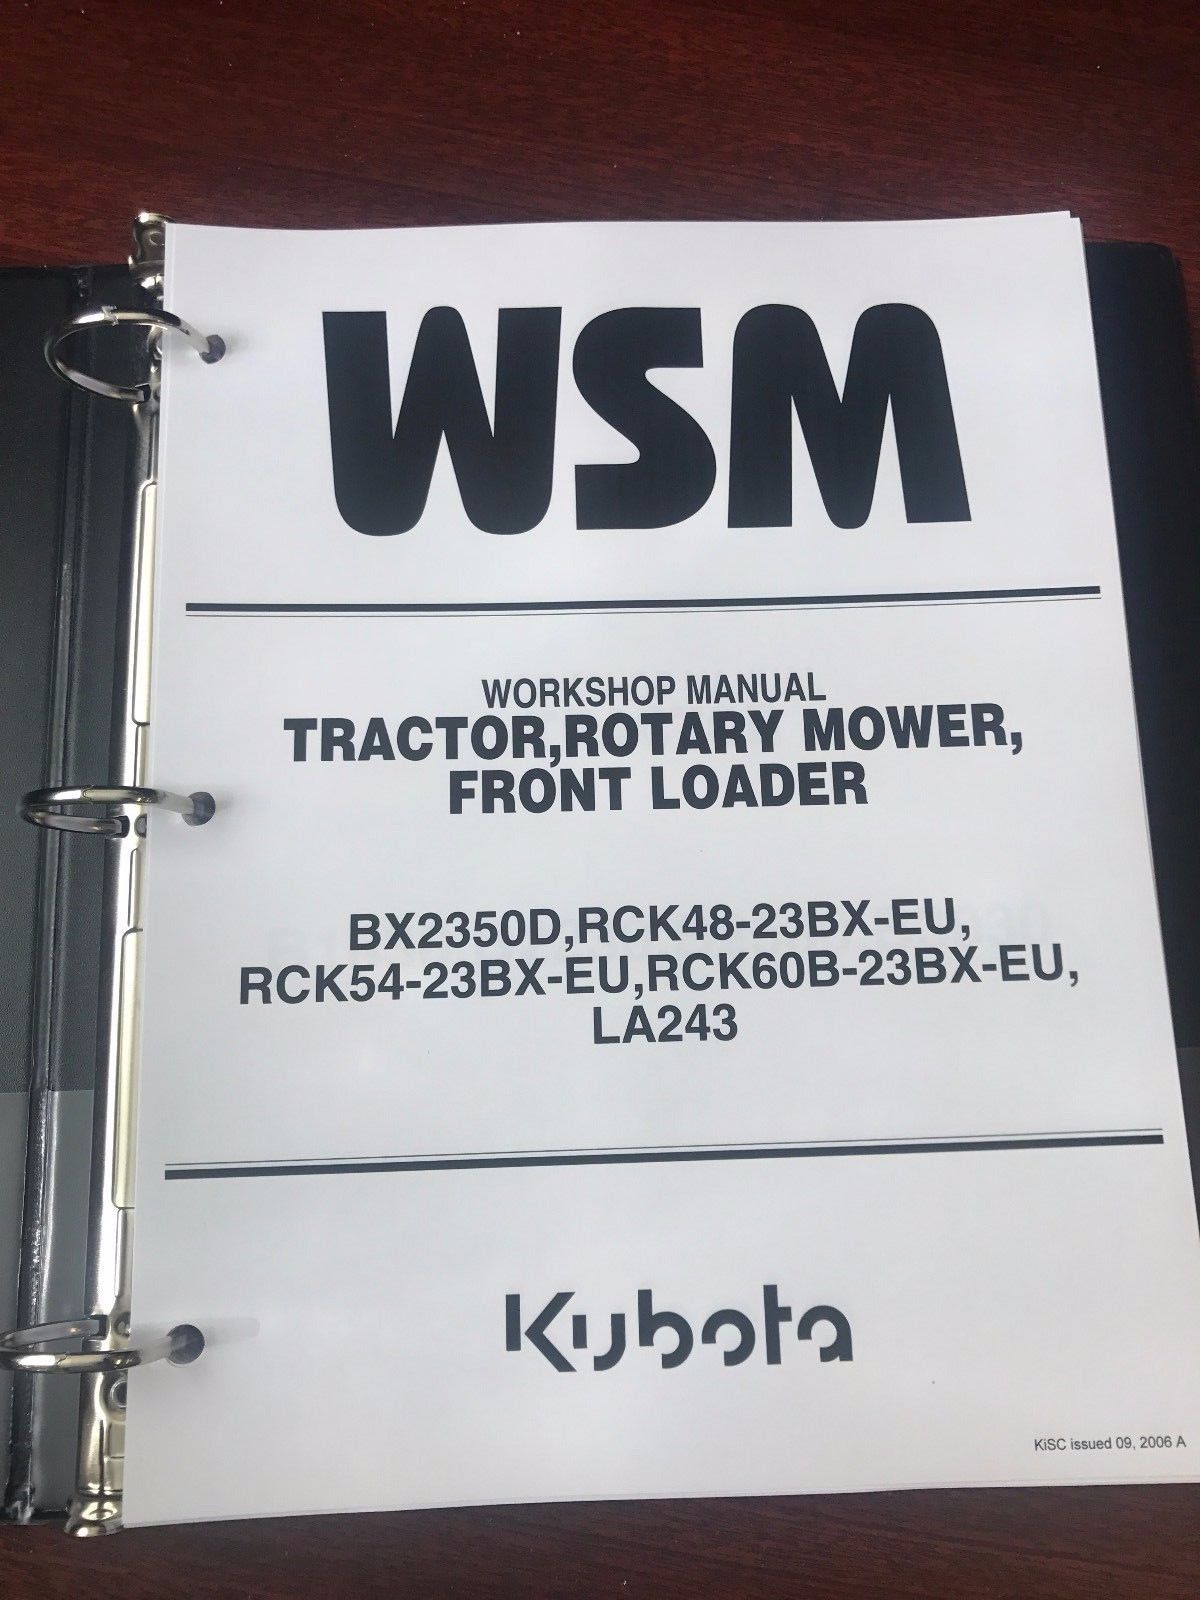 WSM
WORKSHOP MANUAL
TRACTOR,ROTARY MOWER,
FRONT LOADER
BX2350D,RCK48-23BX-EU,
RCK54-23BX-EU,RCK60B-23BX-EU,
LA243
Kubota
KiSC issued 09, 2006 A